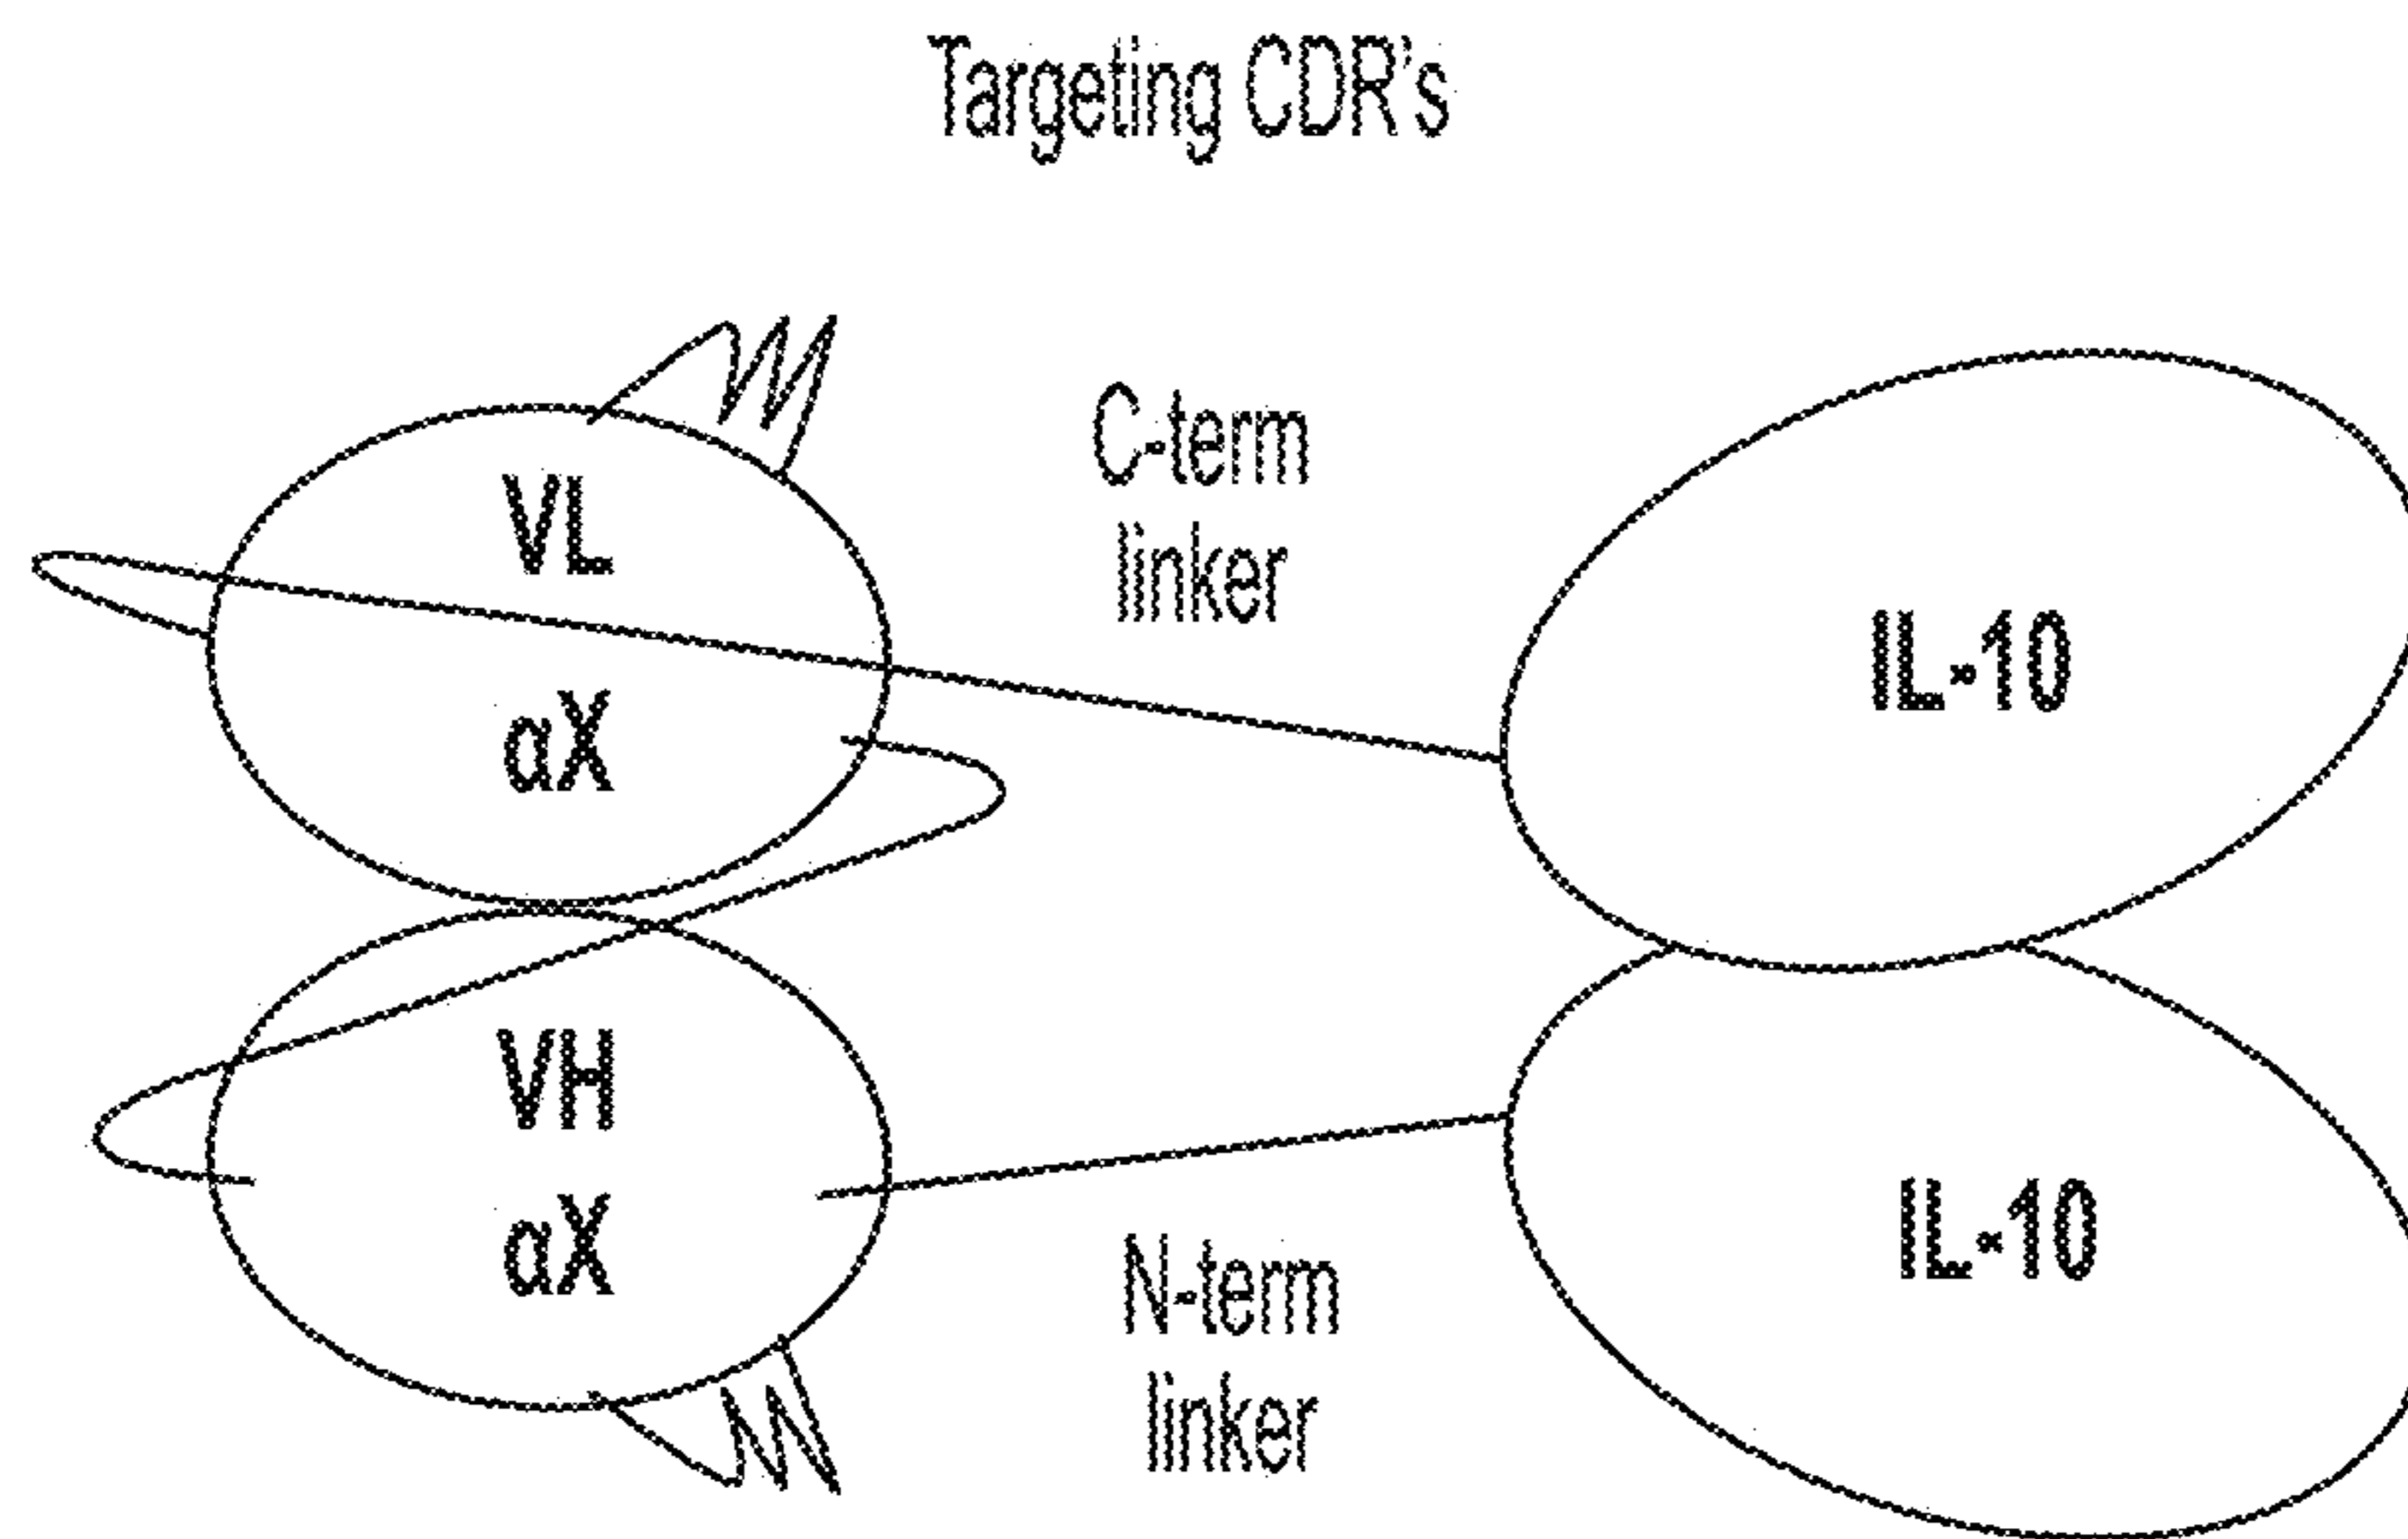 Targeting CDR's
VL
αX
C-term
linker
IL-10
VH
αX
N-term
linker
IL-10